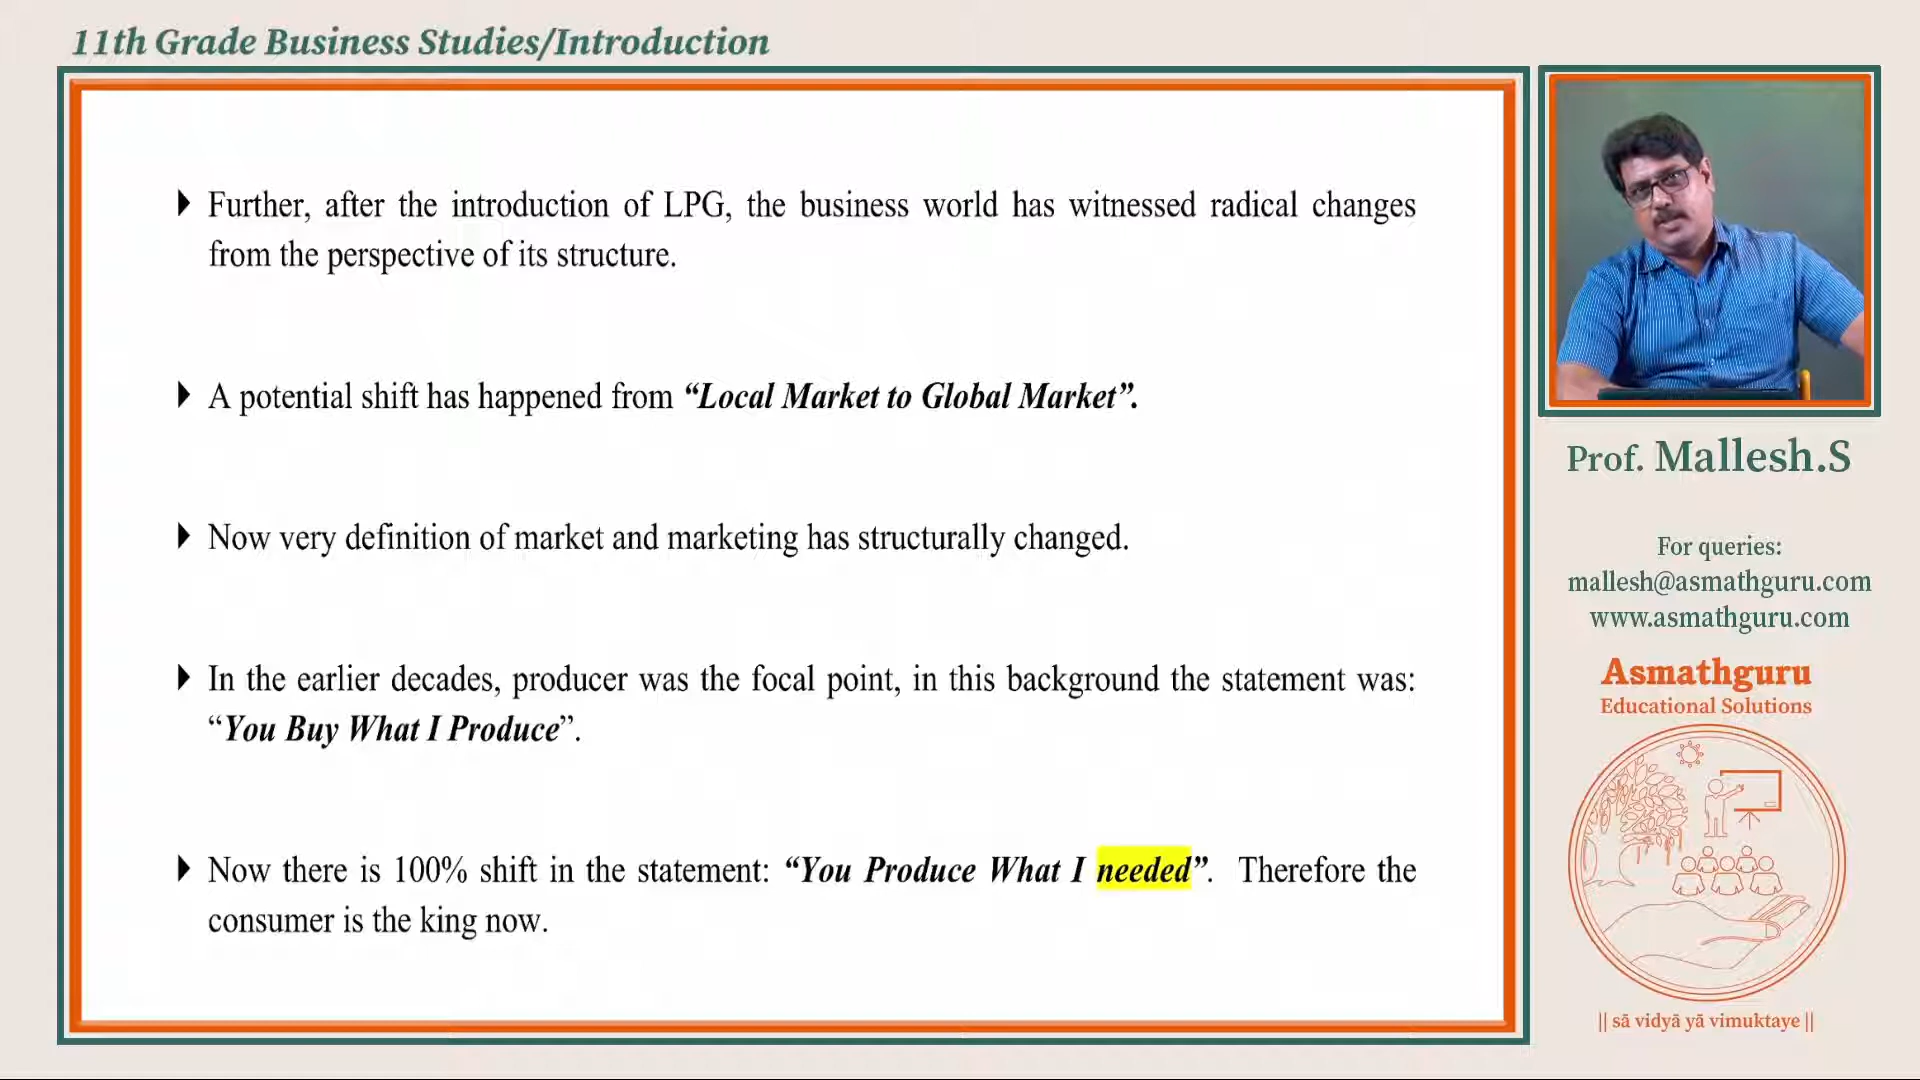 11th Grade Business Studies/Introduction
Further, after the introduction of LPG, the business world has witnessed radical changes
from the perspective of its structure.
A potential shift has happened from “Local Market to Global Market”.
Now very definition of market and marketing has structurally changed.
In the earlier decades, producer was the focal point, in this background the statement was:
“You Buy What I Produce”.
Now there is 100% shift in the statement: “You Produce What I needed”. Therefore the
consumer is the king now.
Prof. Mallesh.S
For queries:
mallesh@asmathguru.com
www.asmathguru.com
Asmathguru
Educational Solutions
|| sā vidyā yā vimuktaye ||